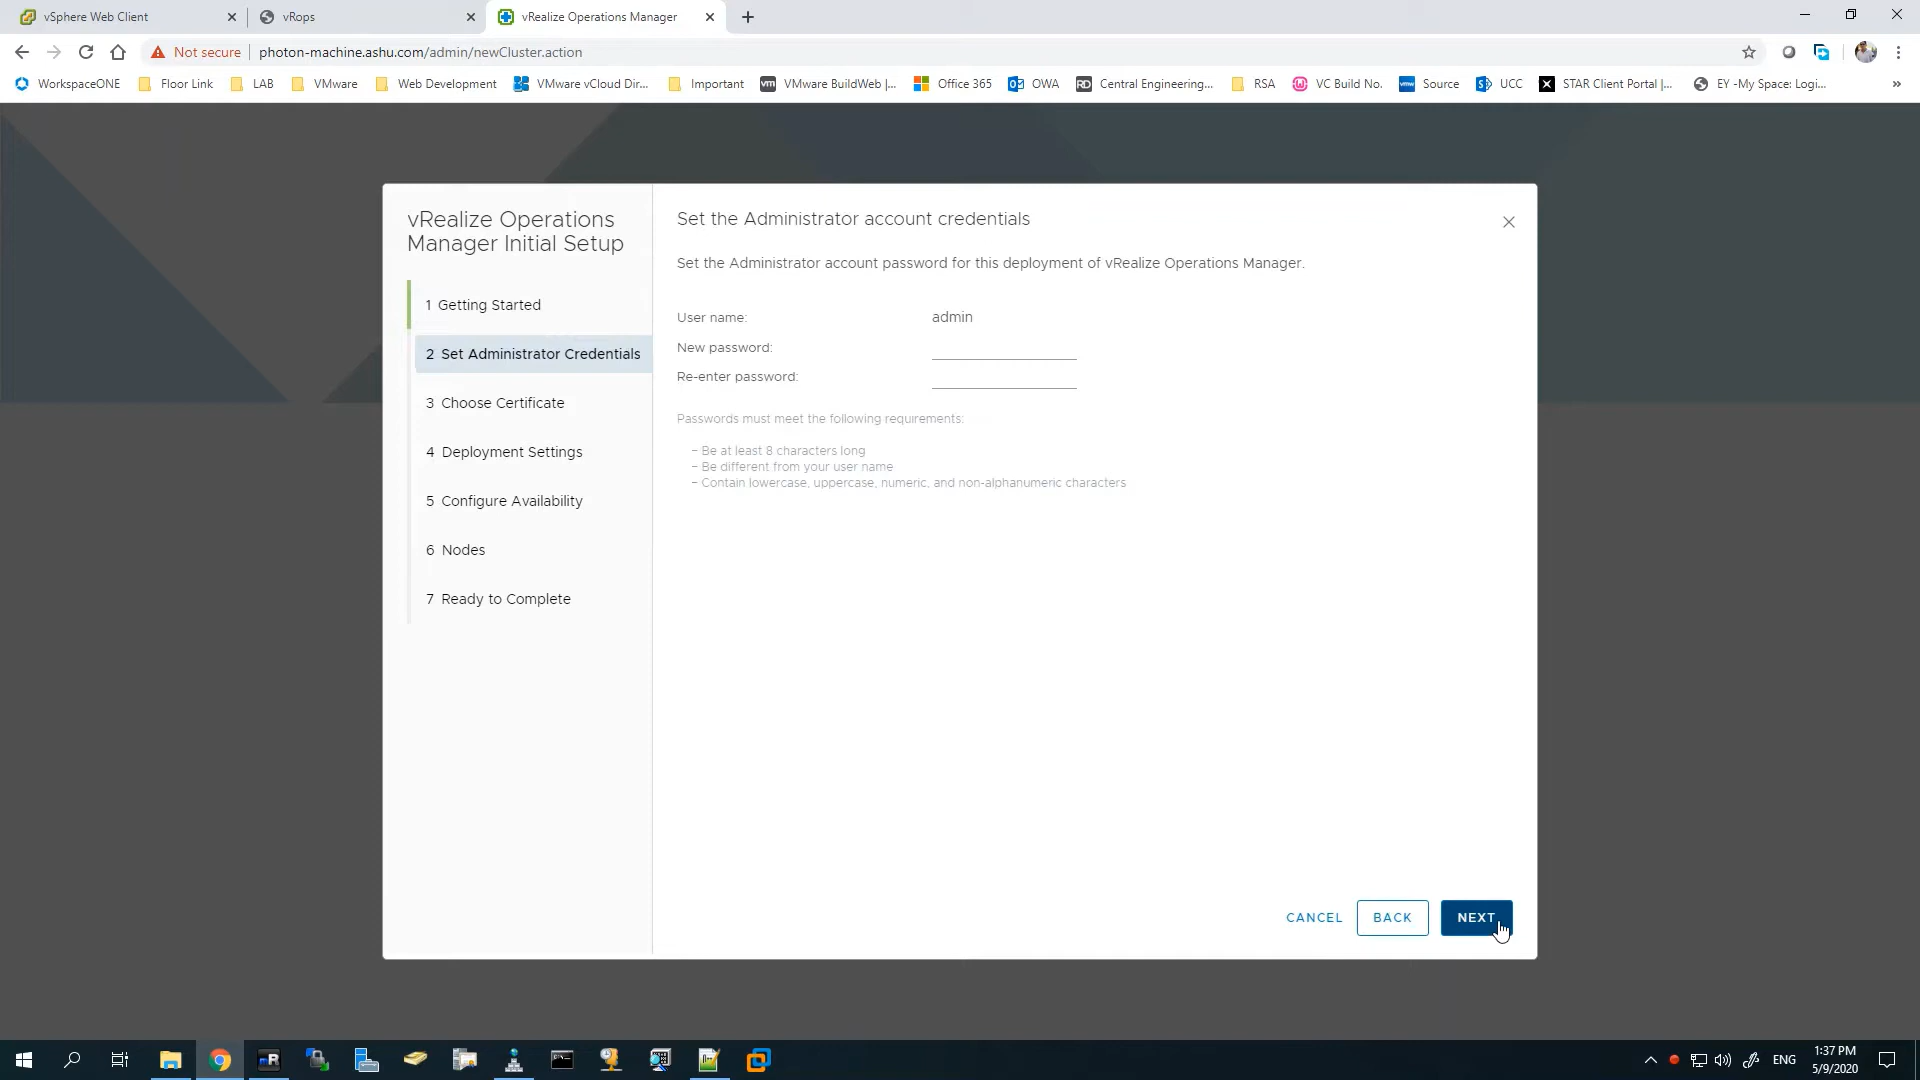 vSphere Web Client
vRops
vRealize Operations Manager
Not secure
photon-machine.ashu.com/admin/newCluster.action
WorkspaceONE
Floor Link
LAB
VMware
Web Development
VMware vCloud Dir...
Important
VMware BuildWeb |...
Office 365
OWA
Central Engineering...
RSA
VC Build No.
Source
UCC
STAR Client Portal |...
EY -My Space: Logi...
vRealize Operations
Manager Initial Setup
1 Getting Started
2 Set Administrator Credentials
3 Choose Certificate
4 Deployment Settings
5 Configure Availability
6 Nodes
7 Ready to Complete
Set the Administrator account credentials
Set the Administrator account password for this deployment of vRealize Operations Manager.
User name: admin
New password:
Re-enter password:
Passwords must meet the following requirements:
– Be at least 8 characters long
– Be different from your user name
– Contain lowercase, uppercase, numeric, and non-alphanumeric characters
CANCEL
BACK
NEXT
ENG
1:37 PM
5/9/2020